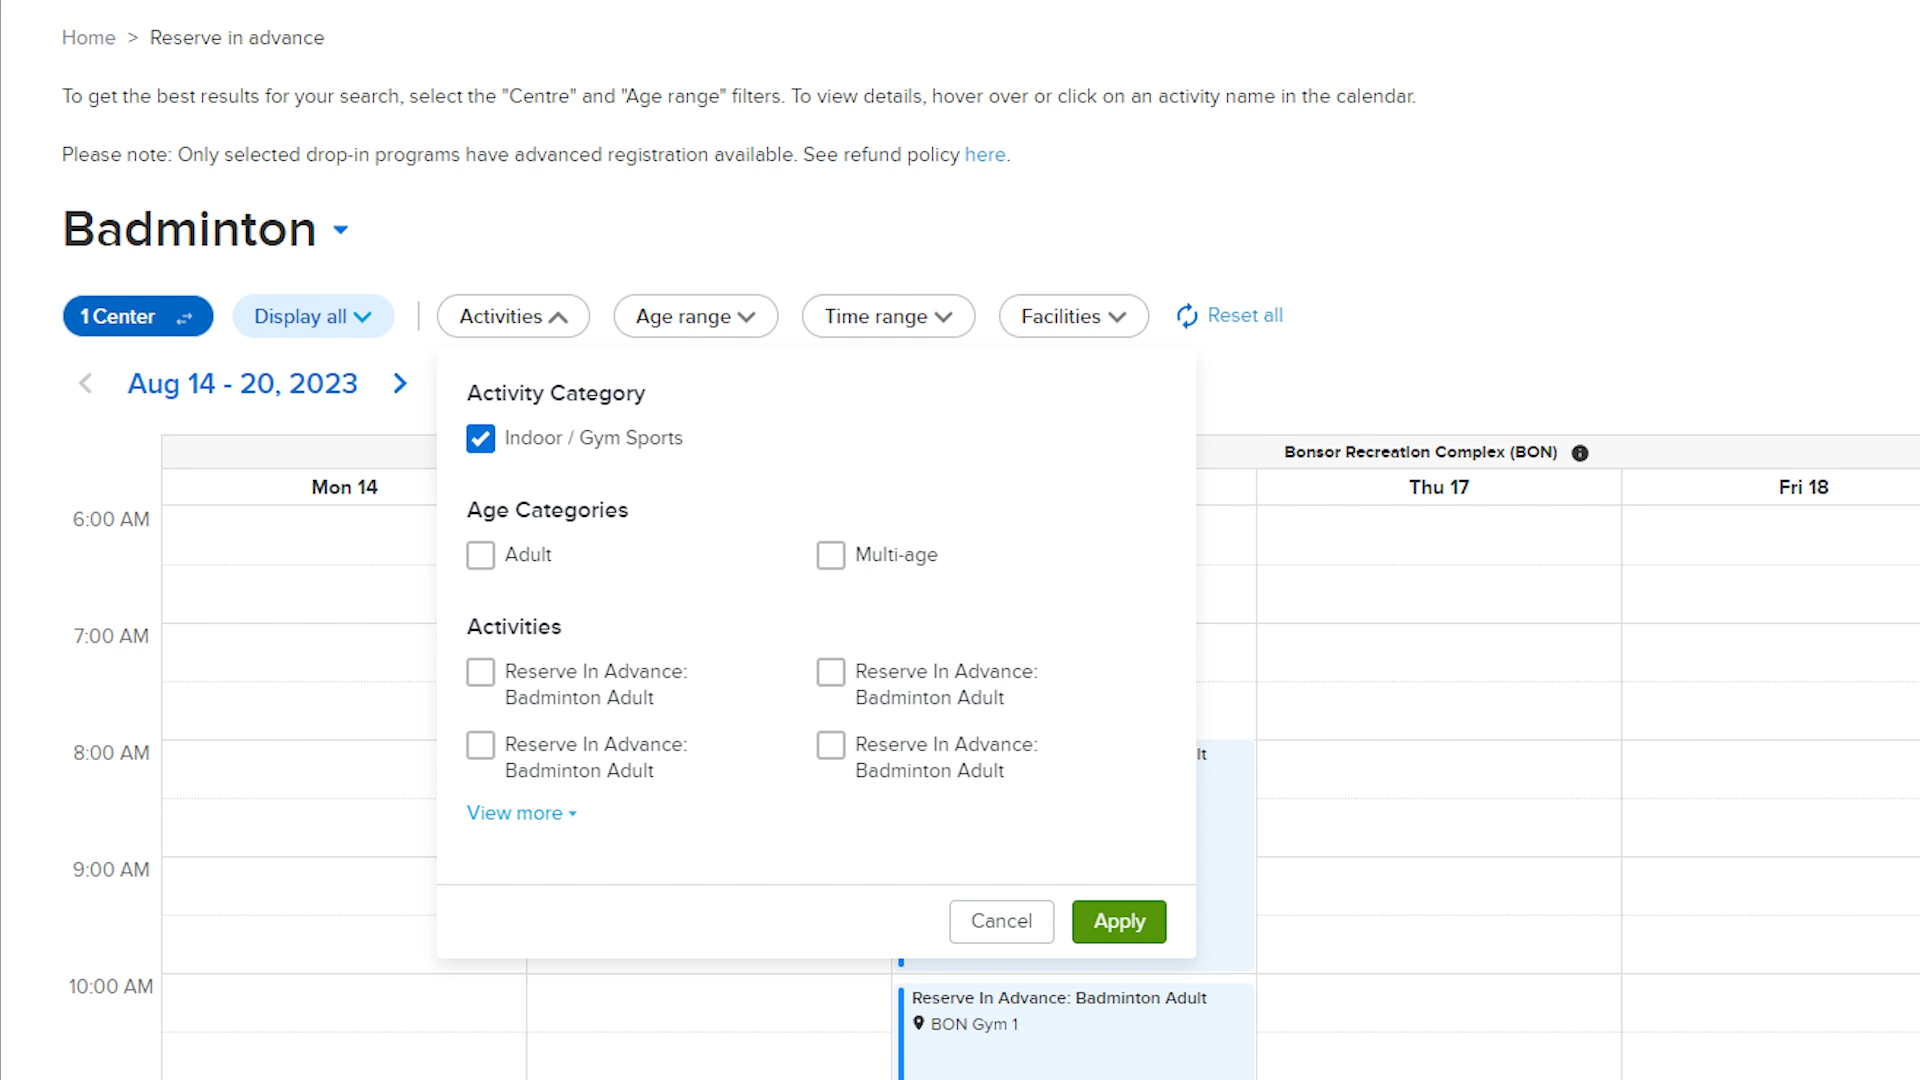 Home > Reserve in advance
To get the best results for your search, select the "Centre" and "Age range" filters. To view details, hover over or click on an activity name in the calendar.
Please note: Only selected drop-in programs have advanced registration available. See refund policy here.
Badminton
1 Center Display all Activities Age range Time range Facilities Reset all
Aug 14 - 20, 2023
Activity Category
Indoor / Gym Sports
Bonsor Recreation Complex (BON)
Mon 14 Thu 17 Fri 18
Age Categories
6:00 AM
Adult Multi-age
Activities
7:00 AM
Reserve In Advance: Reserve In Advance:
Badminton Adult Badminton Adult
Reserve In Advance: Reserve In Advance:
8:00 AM lt
Badminton Adult Badminton Adult
View more
9:00 AM
Cancel Apply
10:00 AM
Reserve In Advance: Badminton Adult
BON Gym 1